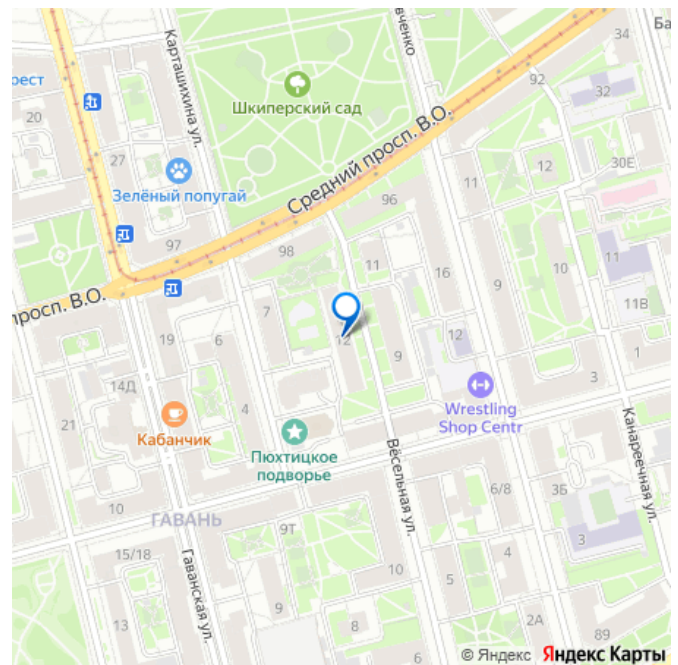 Карташихина ул.
вченко
34
Ба
рест
92
32
Шкиперский сад
20
27
Средний просп. В.О.
11
12
30Е
Зелёный попугай
96
97
98
11
16
10
11
9
просп. В.О.
7
11В
19
6
12
9
12
1
14Д
3
21
4
Кабанчик
Wrestling
Shop Centr
Пюхтицкое
подворье
Вёсельная ул.
Канареечная ул.
10
ГАВАНЬ
6/8
3Б
9Т
15/18
Гаванская ул.
3
4
10
5
9
13
8
2А
89
© Яндекс Яндекс Карты